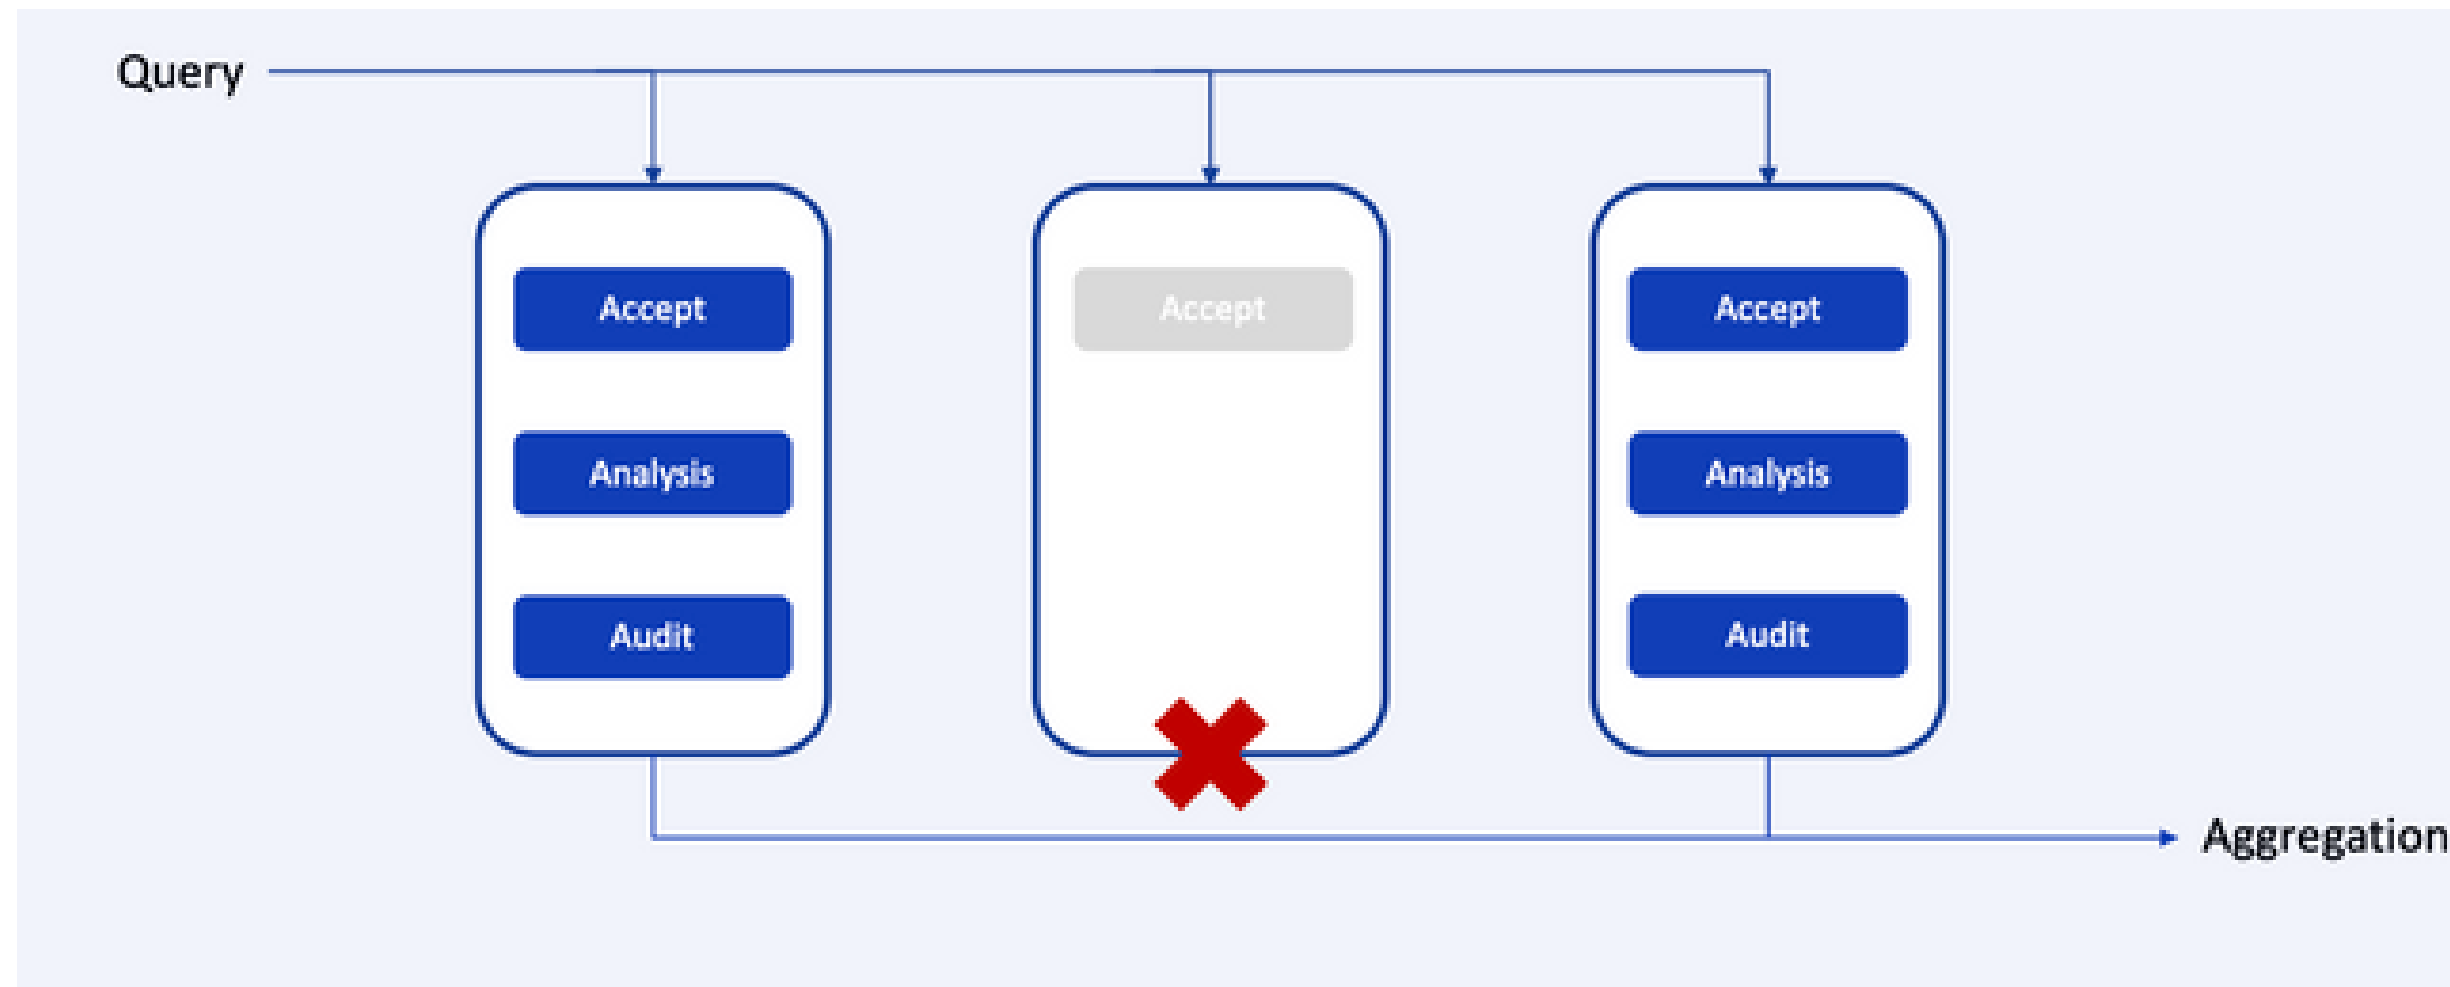 Query
Accept
Analysis
Audit
Accept
Accept
Analysis
Audit
Aggregation